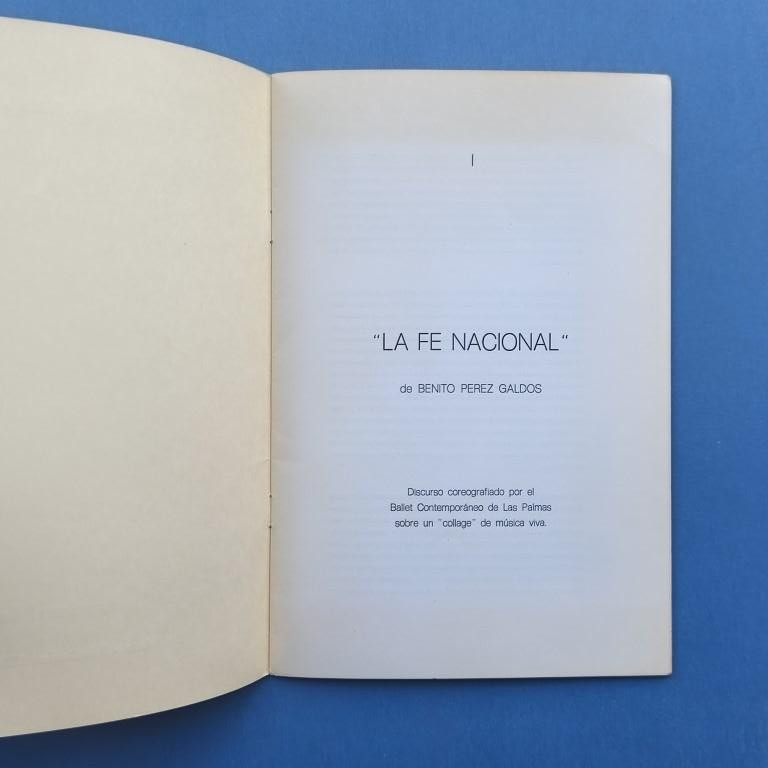 I
"LA FE NACIONAL"
de BENITO PEREZ GALDOS
Discurso coreografiado por el
Ballet Contemporáneo de Las Palmas
sobre un "collage" de música viva.